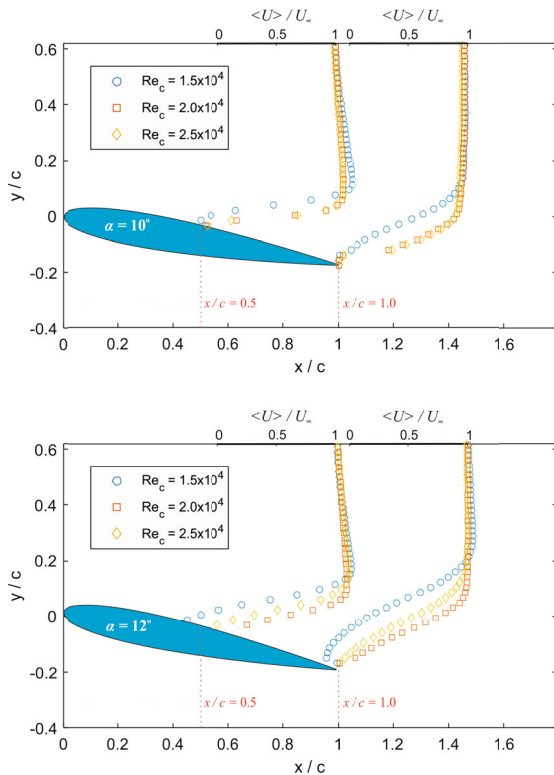 <U> / U∞
0 0.5 1 0 0.5 1
0.6
0.4
0.2
0
-0.2
-0.4
y / c
Re_c = 1.5x10^4
Re_c = 2.0x10^4
Re_c = 2.5x10^4
α = 10°
x/c = 0.5
x/c = 1.0
0 0.2 0.4 0.6 0.8 1 1.2 1.4 1.6
x / c
<U> / U∞ <U> / U∞
0 0.5 1 0 0.5 1
0.6
0.4
0.2
0
-0.2
-0.4
y / c
Re_c = 1.5x10^4
Re_c = 2.0x10^4
Re_c = 2.5x10^4
α = 12°
x/c = 0.5
x/c = 1.0
0 0.2 0.4 0.6 0.8 1 1.2 1.4 1.6
x / c